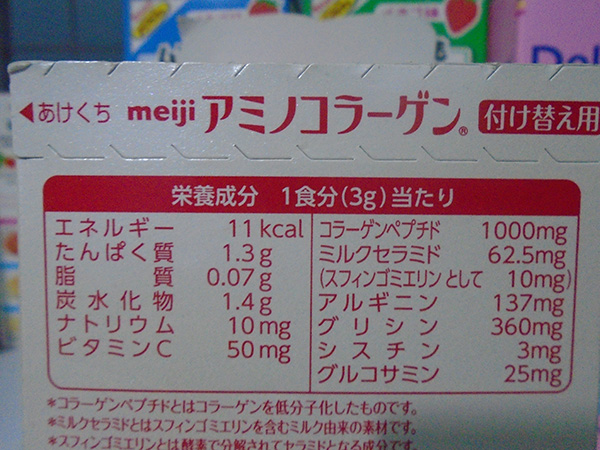 ◀あけくち meiji アミノコラーゲン® 付け替え用
栄養成分 1食分(3g)当たり
エネルギー 11kcal
たんぱく質 1.3g
脂質 0.07g
炭水化物 1.4g
ナトリウム 10mg
ビタミンC 50mg
コラーゲンペプチド 1000mg
ミルクセラミド 62.5mg
(スフィンゴミエリンとして 10mg)
アルギニン 137mg
グリシン 360mg
シスチン 3mg
グルコサミン 25mg
*コラーゲンペプチドとはコラーゲンを低分子化したものです。
*ミルクセラミドとはスフィンゴミエリンを含むミルク由来の素材です。
*スフィンゴミエリンとは酵素で分解されてセラミドとなる成分です。